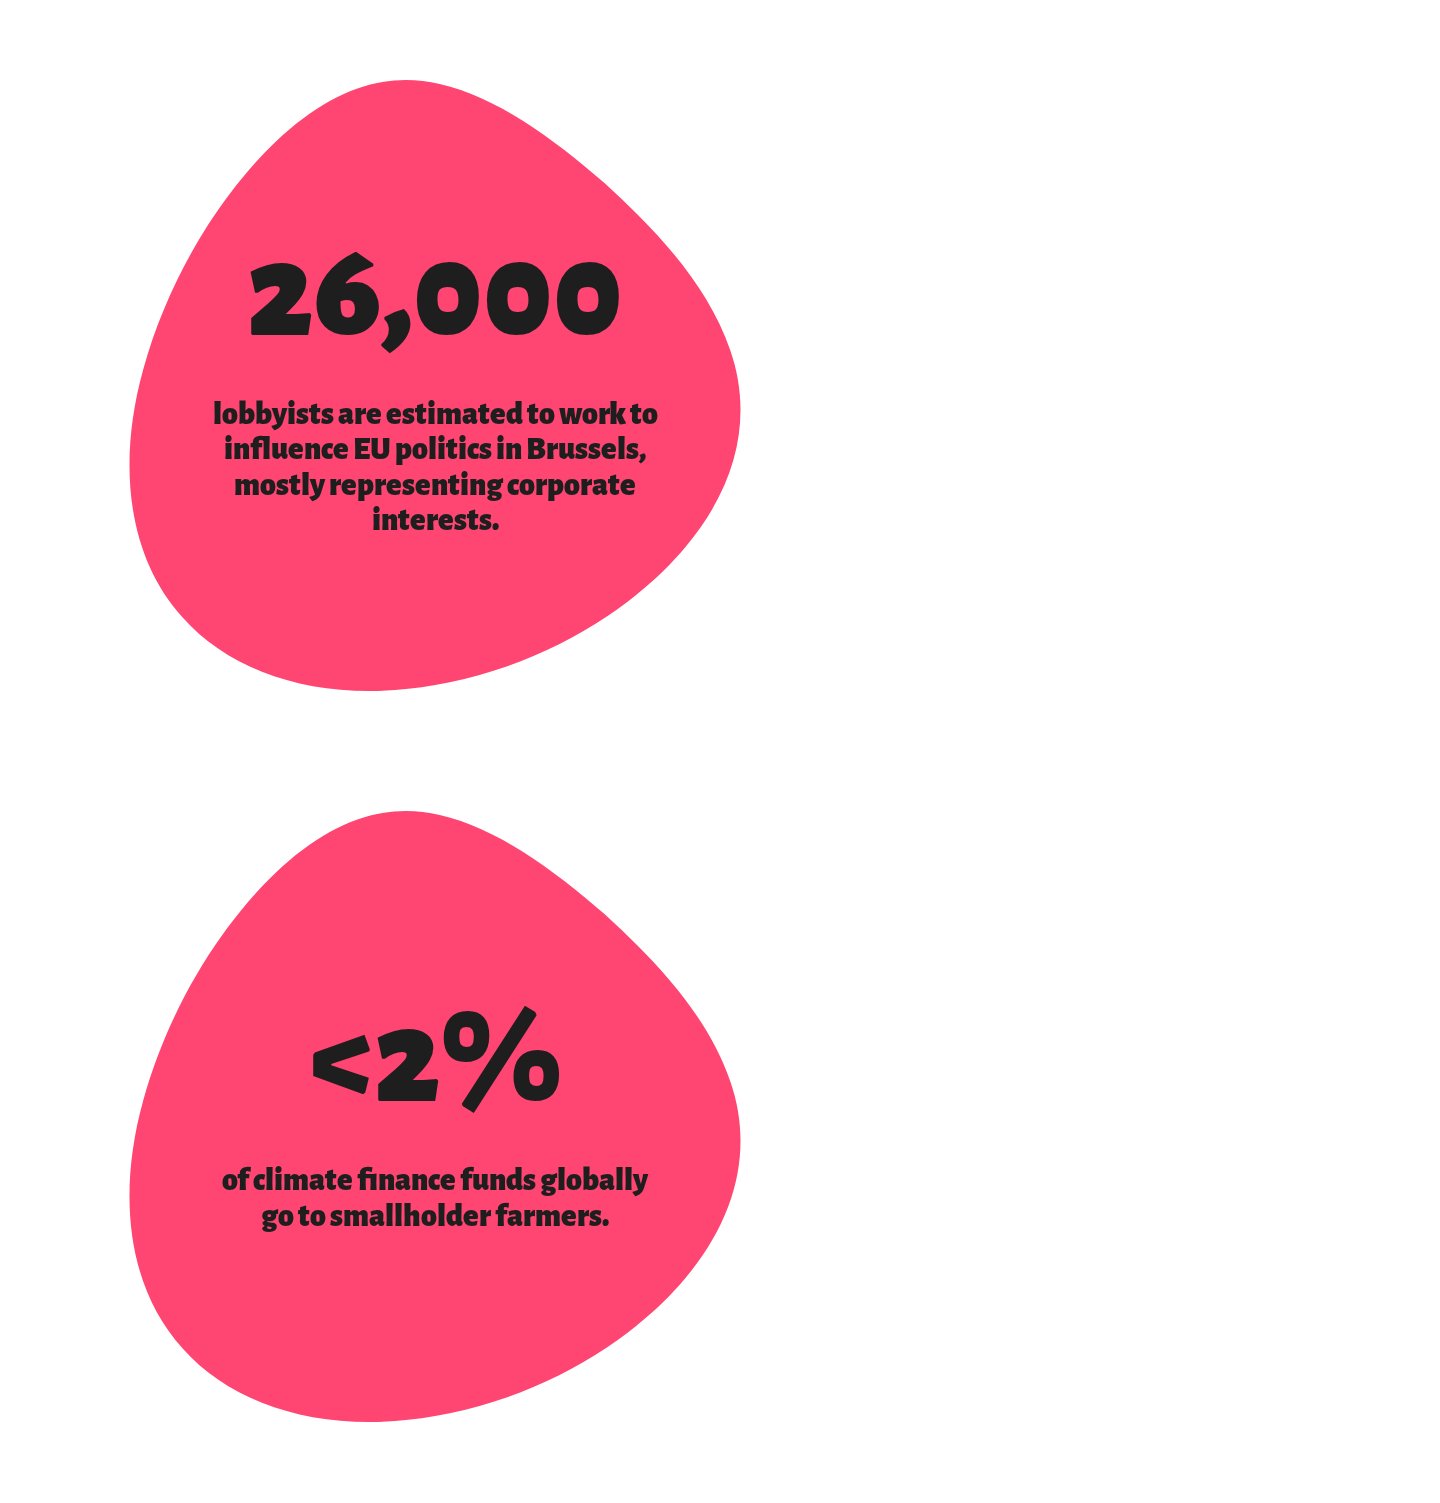 26,000
lobbyists are estimated to work to
influence EU politics in Brussels,
mostly representing corporate
interests.
<2%
of climate finance funds globally
go to smallholder farmers.